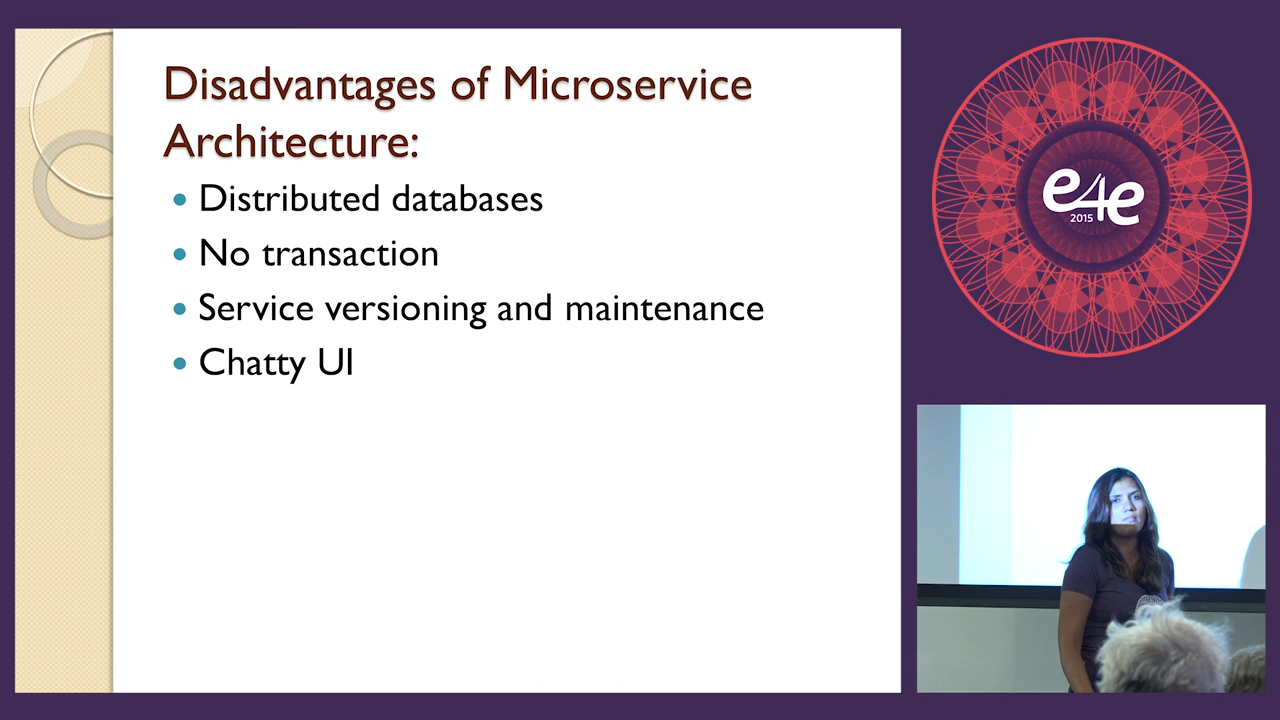 Disadvantages of Microservice
Architecture:
• Distributed databases
• No transaction
• Service versioning and maintenance
• Chatty UI
e4e
2015